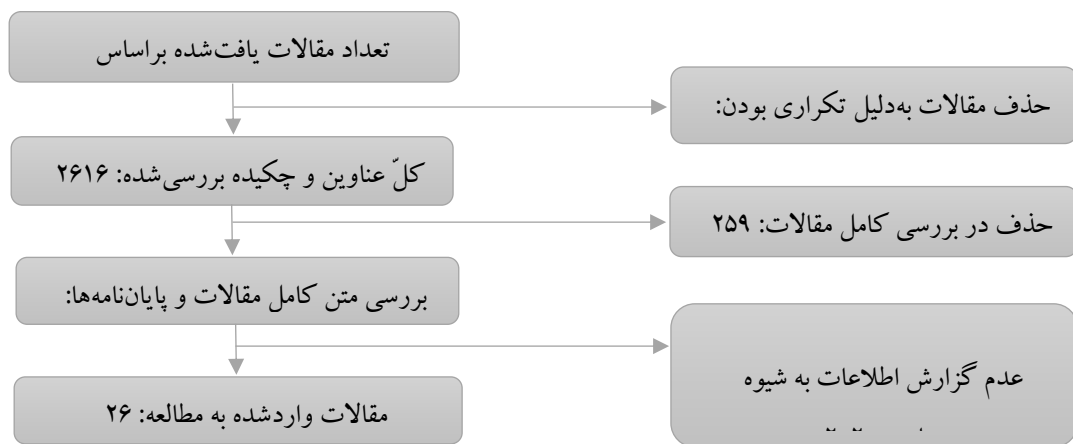 تعداد مقالات یافت‌شده براساس
حذف مقالات به‌دلیل تکراری بودن:
کلّ عناوین و چکیده بررسی‌شده: ۲۶۱۶
حذف در بررسی کامل مقالات: ۲۵۹
بررسی متن کامل مقالات و پایان‌نامه‌ها:
عدم گزارش اطلاعات به شیوه
مقالات واردشده به مطالعه: ۲۶